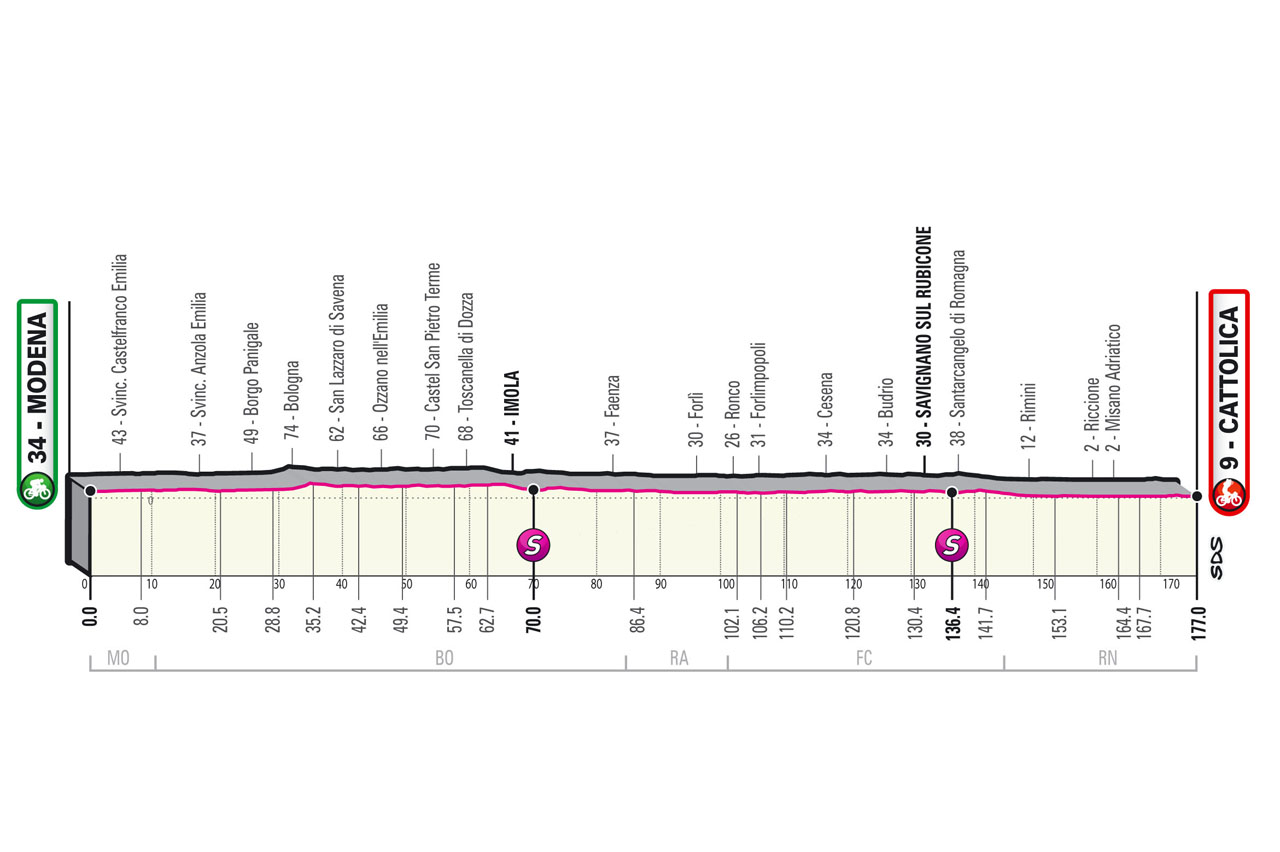 34 - MODENA
43 - Svinc. Castelfranco Emilia
37 - Svinc. Anzola Emilia
49 - Borgo Panigale
74 - Bologna
62 - San Lazzaro di Savena
66 - Ozzano nell'Emilia
70 - Castel San Pietro Terme
68 - Toscanella di Dozza
41 - IMOLA
37 - Faenza
30 - Forlì
26 - Ronco
31 - Forlimpopoli
34 - Cesena
34 - Budrio
30 - SAVIGNANO SUL RUBICONE
38 - Santarcangelo di Romagna
12 - Rimini
2 - Riccione
2 - Misano Adriatico
9 - CATTOLICA
0
S
S
SDS
0 10 20 30 40 50 60 70 80 90 100 110 120 130 140 150 160 170
0.0 8.0 20.5 28.8 35.2 42.4 49.4 57.5 62.7 70.0 86.4 102.1 106.2 110.2 120.8 130.4 136.4 141.7 153.1 164.4 167.7 177.0
MO BO RA FC RN